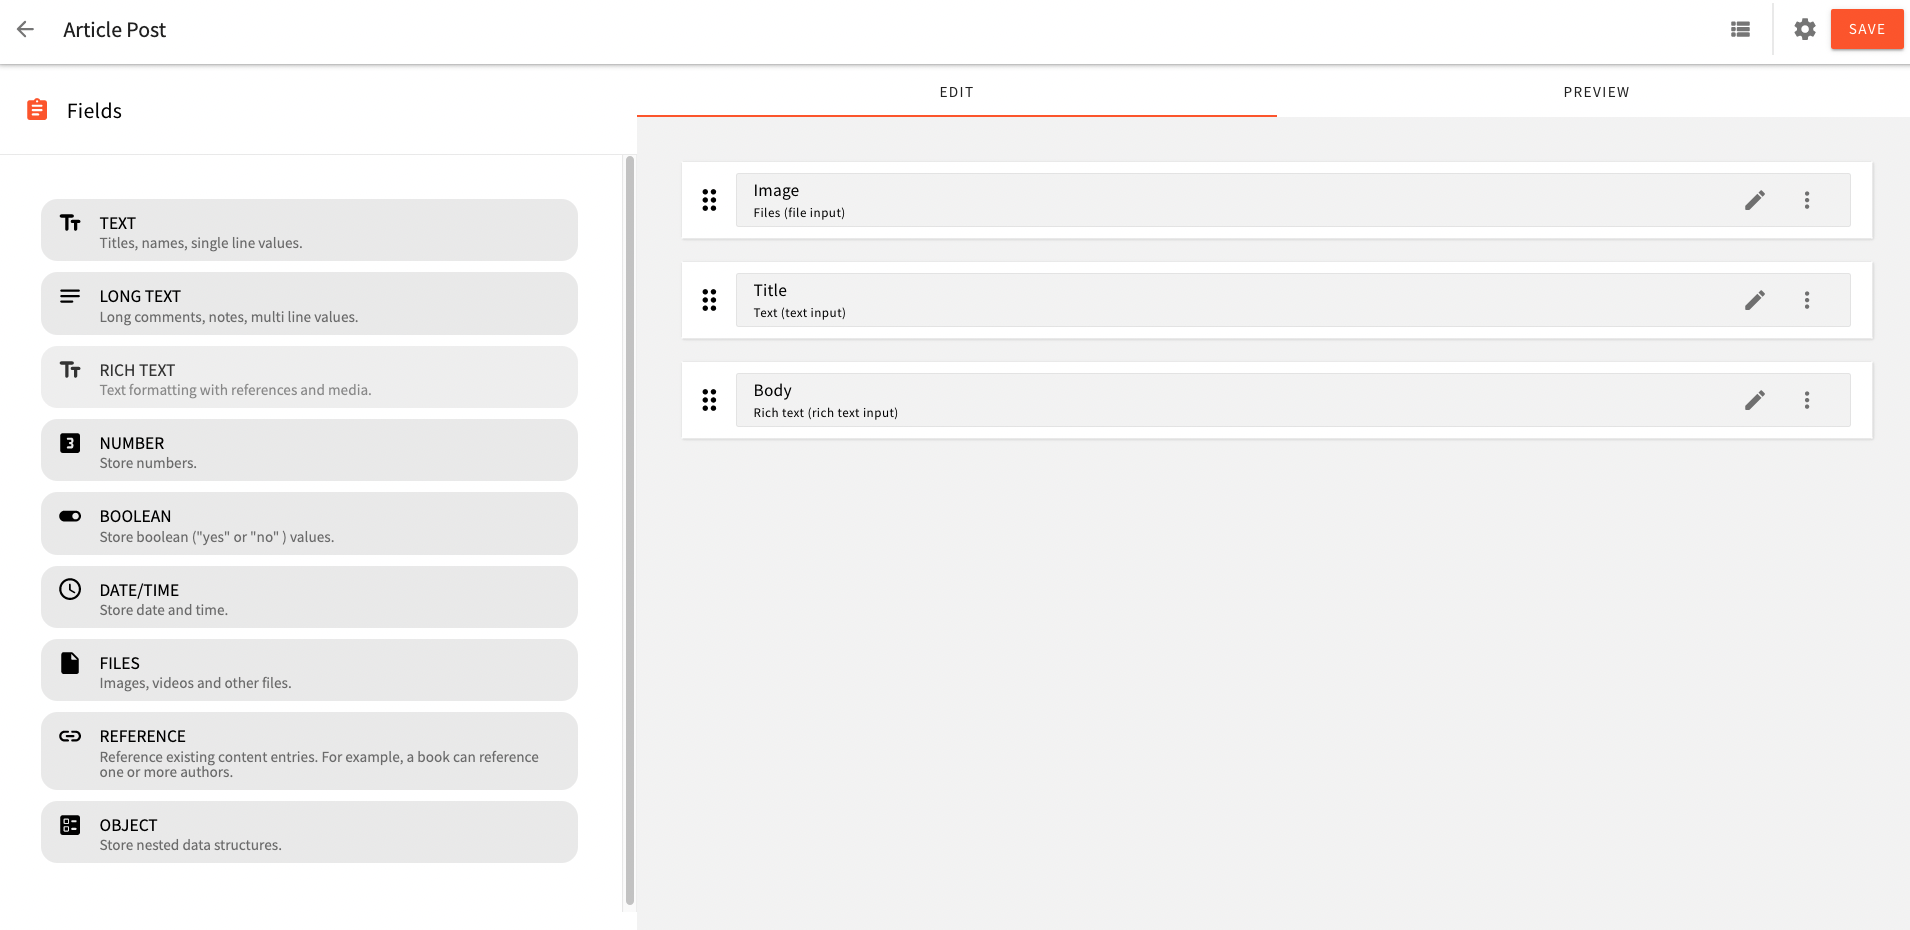 Article Post
SAVE
Fields
EDIT
PREVIEW
TEXT
Titles, names, single line values.
LONG TEXT
Long comments, notes, multi line values.
RICH TEXT
Text formatting with references and media.
NUMBER
Store numbers.
BOOLEAN
Store boolean ("yes" or "no" ) values.
DATE/TIME
Store date and time.
FILES
Images, videos and other files.
REFERENCE
Reference existing content entries. For example, a book can reference
one or more authors.
OBJECT
Store nested data structures.
Image
Files (file input)
Title
Text (text input)
Body
Rich text (rich text input)